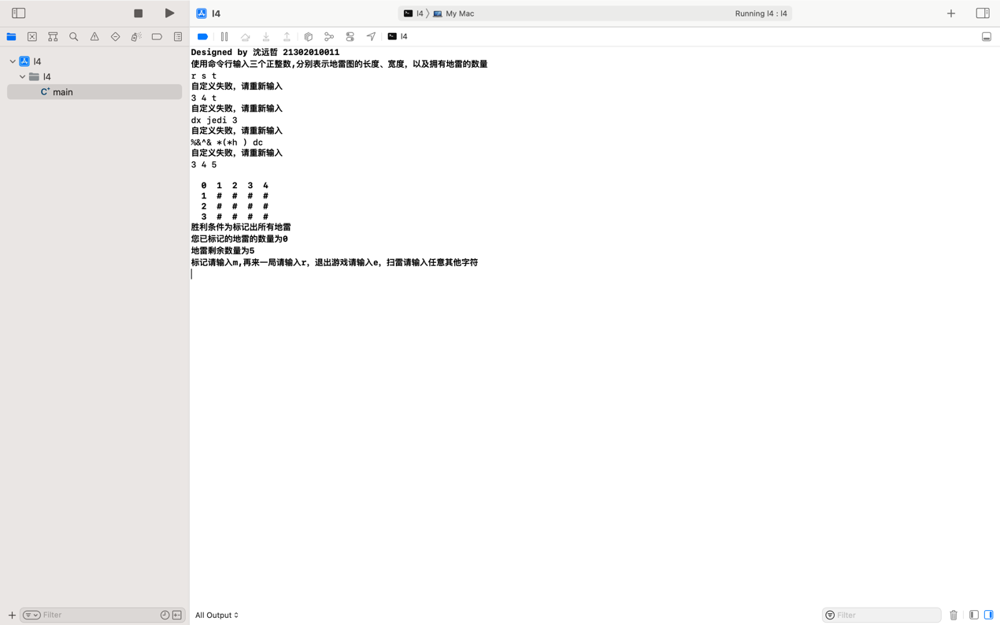 l4
l4 〉 My Mac
Running l4 : l4
l4
l4
l4
main
Designed by 沈远哲 21302010011
使用命令行输入三个正整数,分别表示地雷图的长度、宽度，以及拥有地雷的数量
r s t
自定义失败，请重新输入
3 4 t
自定义失败，请重新输入
dx jedi 3
自定义失败，请重新输入
%&^& *(*h ) dc
自定义失败，请重新输入
3 4 5
0 1 2 3 4
1 # # # #
2 # # # #
3 # # # #
胜利条件为标记出所有地雷
您已标记的地雷的数量为0
地雷剩余数量为5
标记请输入m,再来一局请输入r，退出游戏请输入e，扫雷请输入任意其他字符
Filter
All Output
Filter